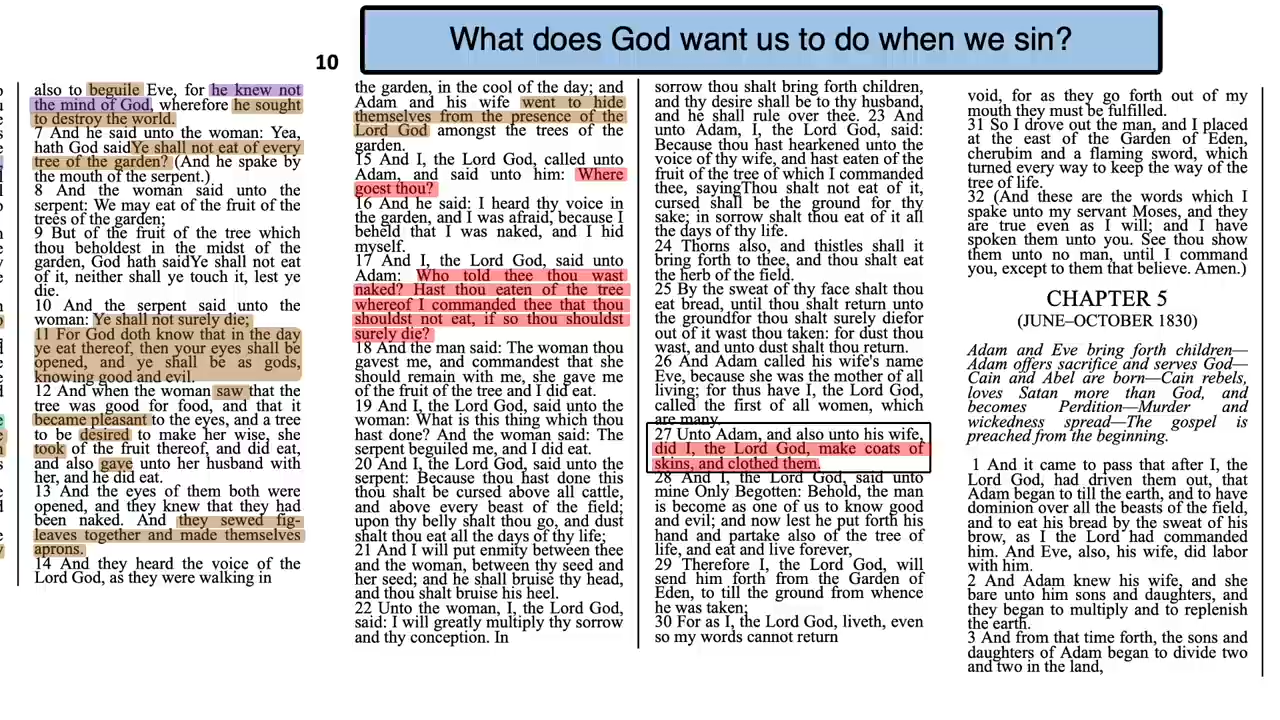 What does God want us to do when we sin?
10
also to beguile Eve, for he knew not
the mind of God, wherefore he sought
to destroy the world.
7 And he said unto the woman: Yea,
hath God saidYe shall not eat of every
tree of the garden? (And he spake by
the mouth of the serpent.)
8 And the woman said unto the
serpent: We may eat of the fruit of the
trees of the garden;
9 But of the fruit of the tree which
thou beholdest in the midst of the
garden, God hath saidYe shall not eat
of it, neither shall ye touch it, lest ye
die.
10 And the serpent said unto the
woman: Ye shall not surely die;
11 For God doth know that in the day
ye eat thereof, then your eyes shall be
opened, and ye shall be as gods,
knowing good and evil.
12 And when the woman saw that the
tree was good for food, and that it
became pleasant to the eyes, and a tree
to be desired to make her wise, she
took of the fruit thereof, and did eat,
and also gave unto her husband with
her, and he did eat.
13 And the eyes of them both were
opened, and they knew that they had
been naked. And they sewed fig-
leaves together and made themselves
aprons.
14 And they heard the voice of the
Lord God, as they were walking in
the garden, in the cool of the day; and
Adam and his wife went to hide
themselves from the presence of the
Lord God amongst the trees of the
garden.
15 And I, the Lord God, called unto
Adam, and said unto him: Where
goest thou?
16 And he said: I heard thy voice in
the garden, and I was afraid, because I
beheld that I was naked, and I hid
myself.
17 And I, the Lord God, said unto
Adam: Who told thee thou wast
naked? Hast thou eaten of the tree
whereof I commanded thee that thou
shouldst not eat, if so thou shouldst
surely die?
18 And the man said: The woman thou
gavest me, and commandest that she
should remain with me, she gave me
of the fruit of the tree and I did eat.
19 And I, the Lord God, said unto the
woman: What is this thing which thou
hast done? And the woman said: The
serpent beguiled me, and I did eat.
20 And I, the Lord God, said unto the
serpent: Because thou hast done this
thou shalt be cursed above all cattle,
and above every beast of the field;
upon thy belly shalt thou go, and dust
shalt thou eat all the days of thy life;
21 And I will put enmity between thee
and the woman, between thy seed and
her seed; and he shall bruise thy head,
and thou shalt bruise his heel.
22 Unto the woman, I, the Lord God,
said: I will greatly multiply thy sorrow
and thy conception. In
sorrow thou shalt bring forth children,
and thy desire shall be to thy husband,
and he shall rule over thee. 23 And
unto Adam, I, the Lord God, said:
Because thou hast hearkened unto the
voice of thy wife, and hast eaten of the
fruit of the tree of which I commanded
thee, sayingThou shalt not eat of it,
cursed shall be the ground for thy
sake; in sorrow shalt thou eat of it all
the days of thy life.
24 Thorns also, and thistles shall it
bring forth to thee, and thou shalt eat
the herb of the field.
25 By the sweat of thy face shalt thou
eat bread, until thou shalt return unto
the groundfor thou shalt surely diefor
out of it wast thou taken: for dust thou
wast, and unto dust shalt thou return.
26 And Adam called his wife's name
Eve, because she was the mother of all
living; for thus have I, the Lord God,
called the first of all women, which
are many.
27 Unto Adam, and also unto his wife,
did I, the Lord God, make coats of
skins, and clothed them.
28 And I, the Lord God, said unto
mine Only Begotten: Behold, the man
is become as one of us to know good
and evil; and now lest he put forth his
hand and partake also of the tree of
life, and eat and live forever,
29 Therefore I, the Lord God, will
send him forth from the Garden of
Eden, to till the ground from whence
he was taken;
30 For as I, the Lord God, liveth, even
so my words cannot return
void, for as they go forth out of my
mouth they must be fulfilled.
31 So I drove out the man, and I placed
at the east of the Garden of Eden,
cherubim and a flaming sword, which
turned every way to keep the way of the
tree of life.
32 (And these are the words which I
spake unto my servant Moses, and they
are true even as I will; and I have
spoken them unto you. See thou show
them unto no man, until I command
you, except to them that believe. Amen.)
CHAPTER 5
(JUNE–OCTOBER 1830)
Adam and Eve bring forth children—
Adam offers sacrifice and serves God—
Cain and Abel are born—Cain rebels,
loves Satan more than God, and
becomes Perdition—Murder and
wickedness spread—The gospel is
preached from the beginning.
1 And it came to pass that after I, the
Lord God, had driven them out, that
Adam began to till the earth, and to have
dominion over all the beasts of the field,
and to eat his bread by the sweat of his
brow, as I the Lord had commanded
him. And Eve, also, his wife, did labor
with him.
2 And Adam knew his wife, and she
bare unto him sons and daughters, and
they began to multiply and to replenish
the earth.
3 And from that time forth, the sons and
daughters of Adam began to divide two
and two in the land,